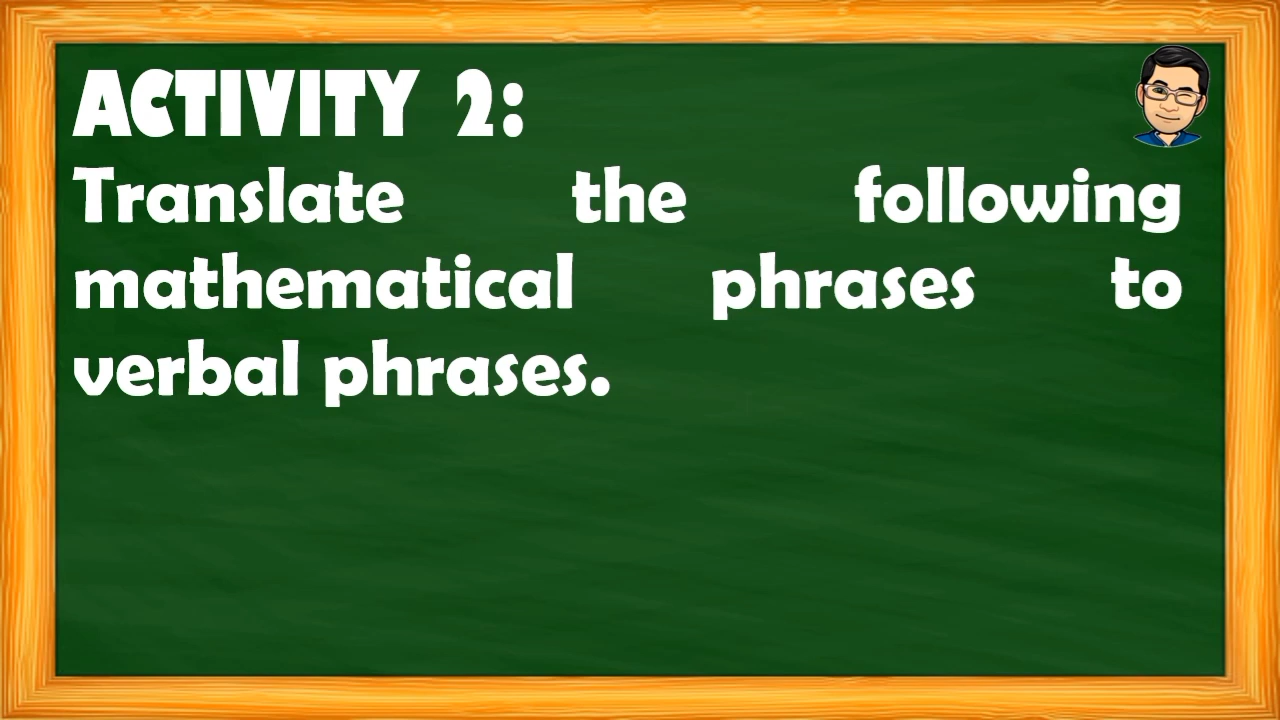 ACTIVITY 2:
Translate the following
mathematical phrases to
verbal phrases.